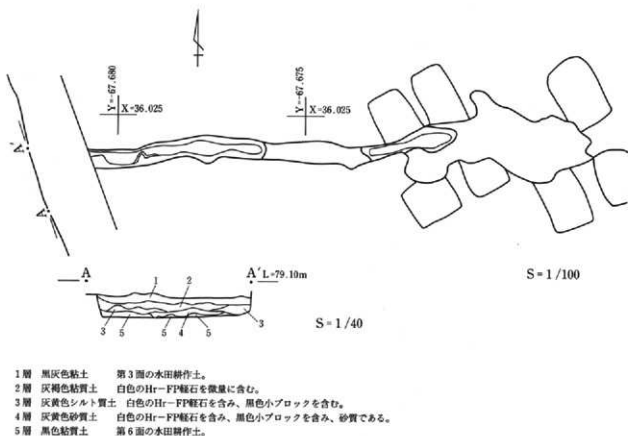 Y=-67.680
X=36.025
Y=-67.675
X=36.025
A'
A
A
A' L=79.10m
1
2
3
5
5
4
5
3
S=1/100
S=1/40
1層 黒灰色粘土 第3面の水田耕作土。
2層 灰褐色粘質土 白色のHr-FP軽石を微量に含む。
3層 灰黄色シルト質土 白色のHr-FP軽石を含み、黒色小ブロックを含む。
4層 灰黄色砂質土 白色のHr-FP軽石を含み、黒色小ブロックを含み、砂質である。
5層 黒色粘質土 第6面の水田耕作土。